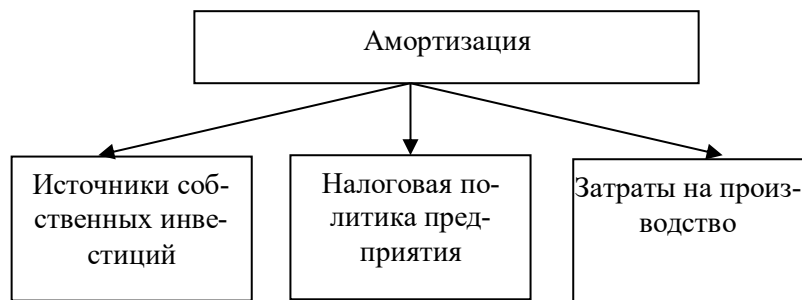 Амортизация
Источники соб-
ственных инве-
стиций
Налоговая по-
литика пред-
приятия
Затраты на произ-
водство